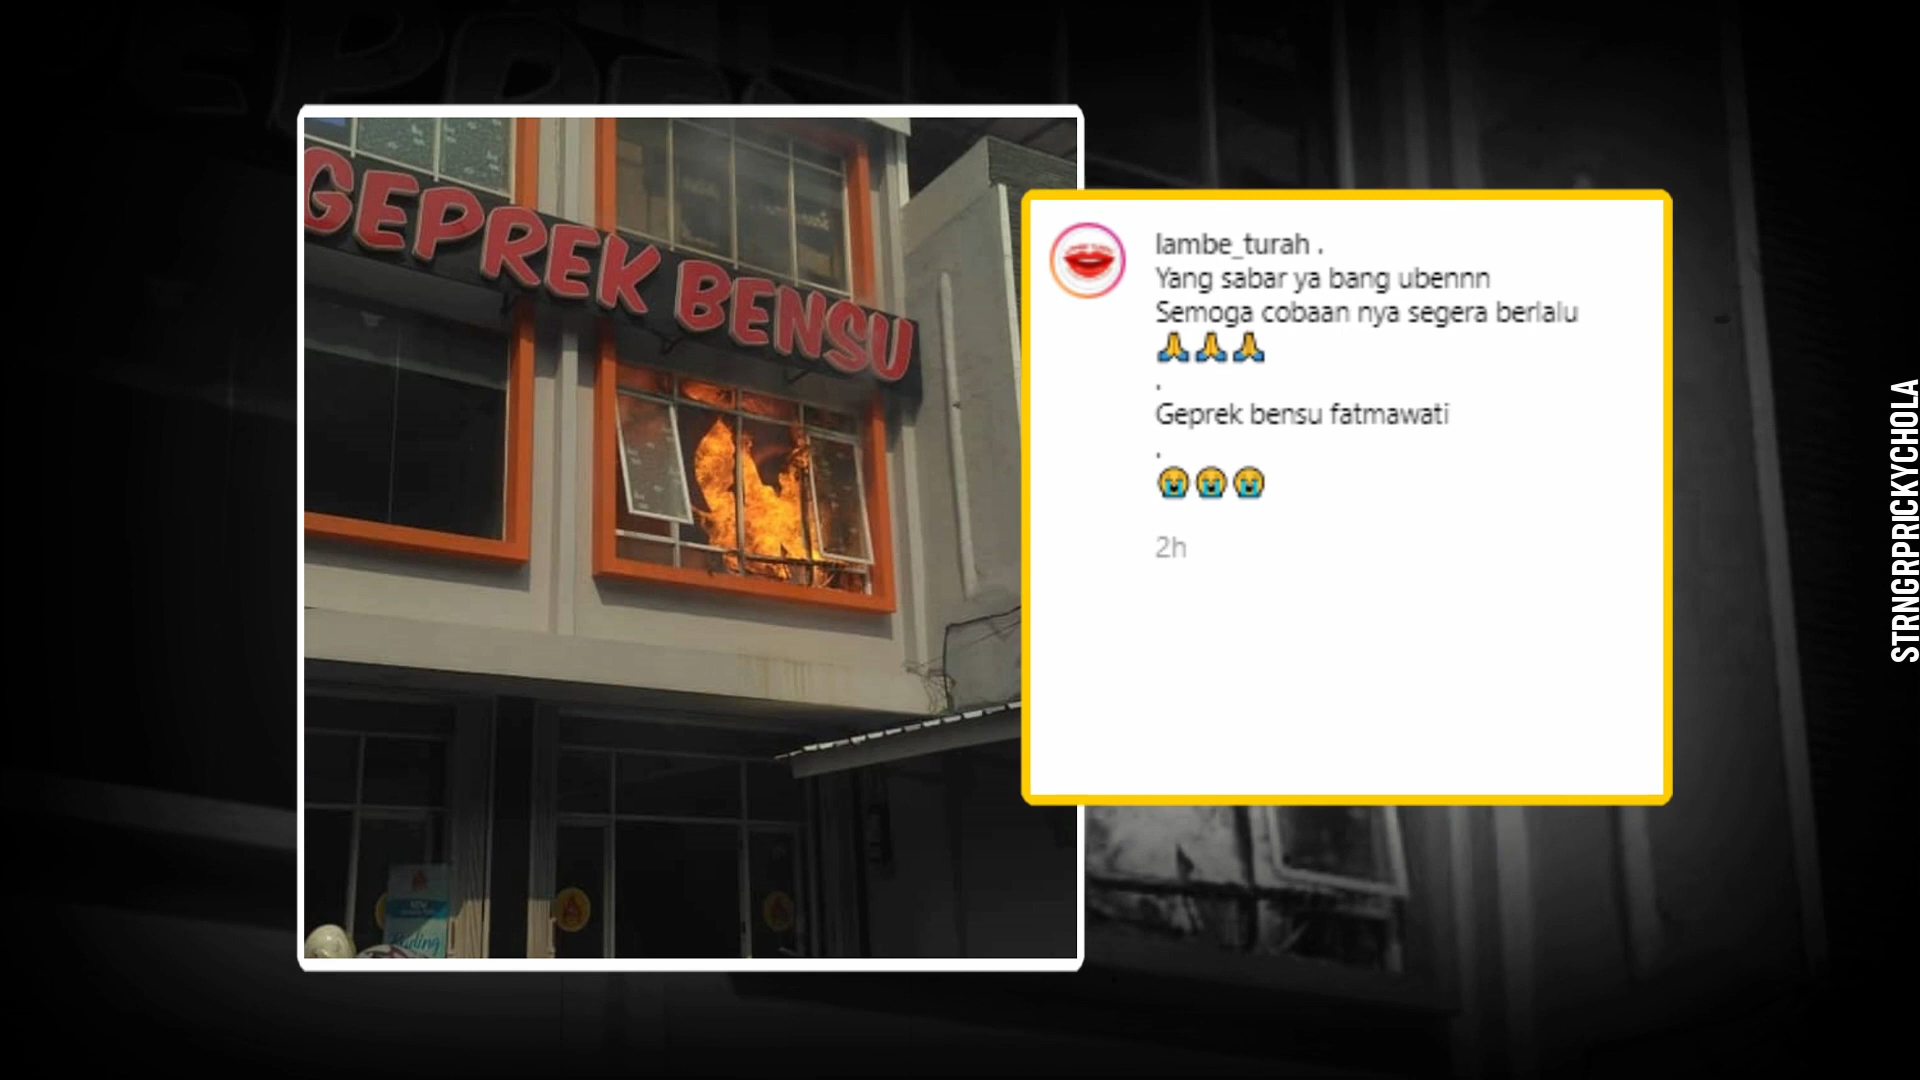 GEPREK BENSU
lambe_turah .
Yang sabar ya bang ubennn
Semoga cobaan nya segera berlalu
🙏🙏🙏
.
Geprek bensu fatmawati
.
😭😭😭
2h
STRNGRPRICKYCHOLA